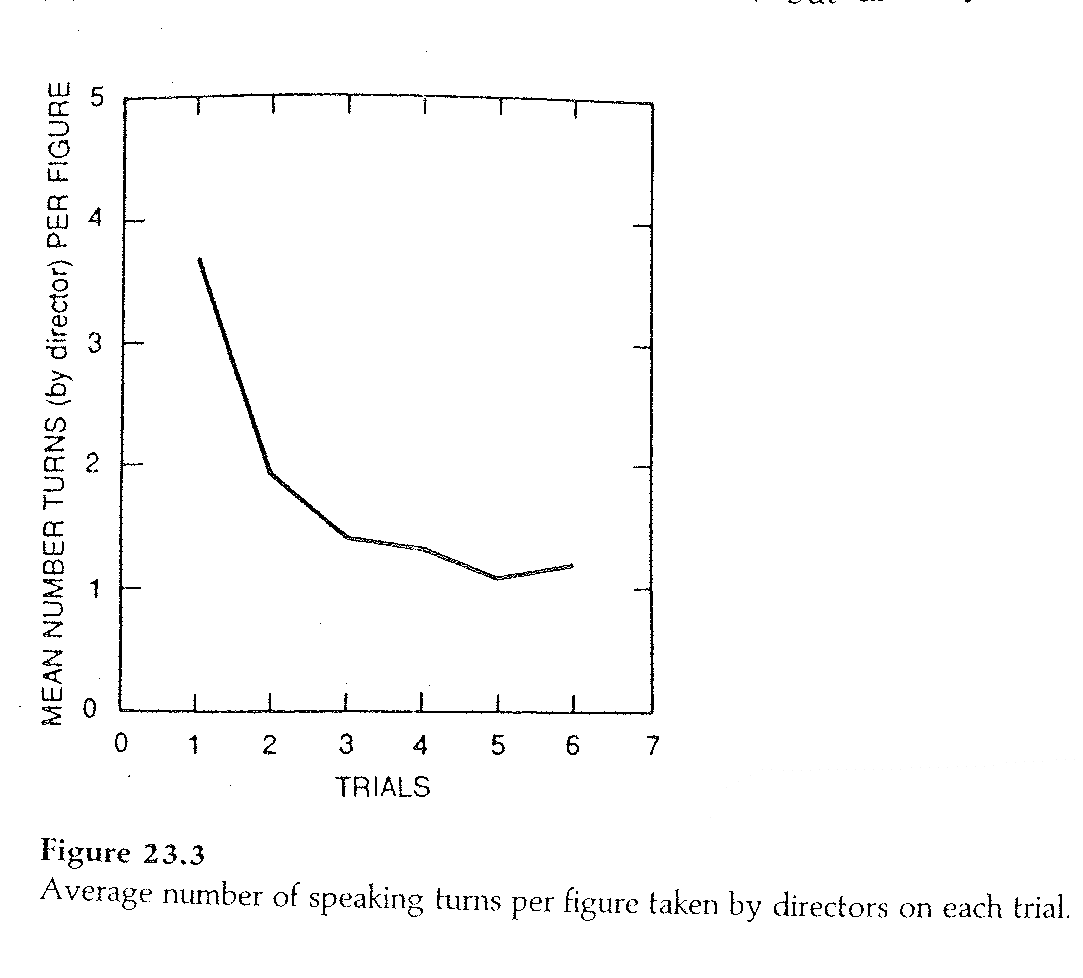 MEAN NUMBER TURNS (by director) PER FIGURE
5
4
3
2
1
0
0 1 2 3 4 5 6 7
TRIALS
Figure 23.3
Average number of speaking turns per figure taken by directors on each trial.